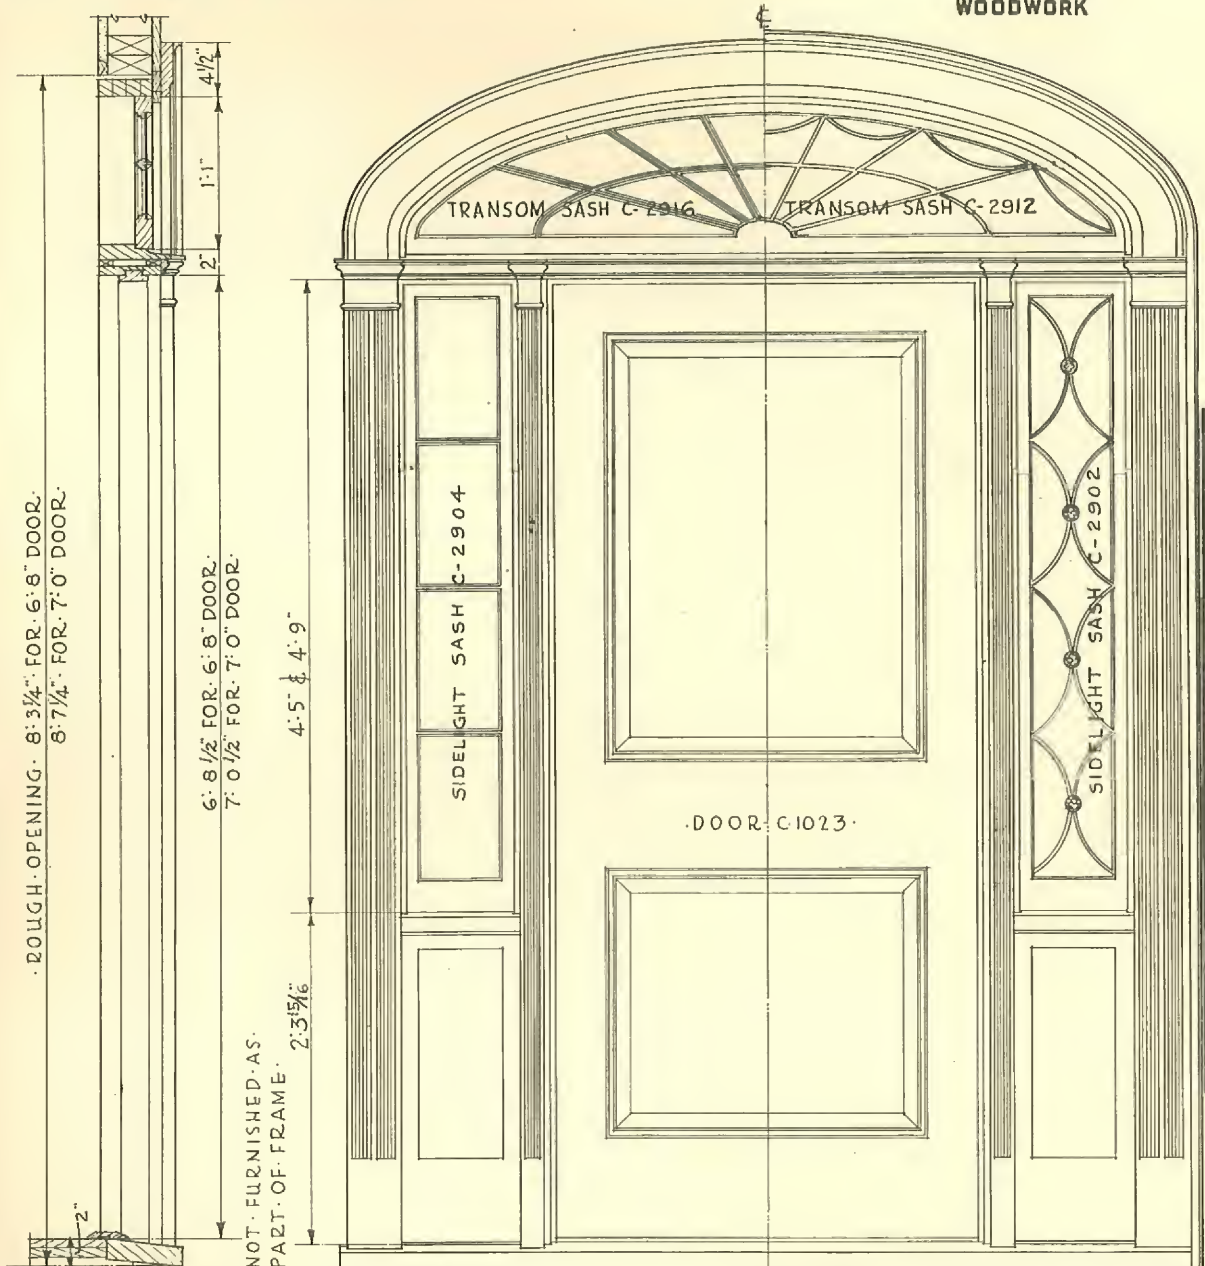 WOODWORK
℄
4½"
1'·1"
2"
TRANSOM SASH C-2916
TRANSOM SASH C-2912
·ROUGH·OPENING· 8'·3¼"·FOR·6'·8" DOOR·
8'·7¼"·FOR·7'·0" DOOR·
6'·8½" FOR·6'·8" DOOR·
7'·0½" FOR·7'·0" DOOR·
4'·5" & 4'·9"
SIDELIGHT SASH C-2904
SIDELIGHT SASH C-2902
·DOOR·C·1023·
2'·3 15/16"
NOT·FURNISHED·AS·
PART·OF·FRAME·
2"